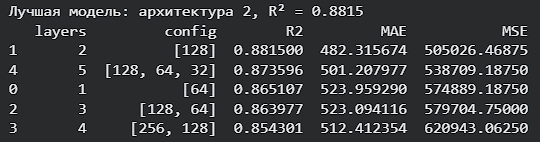 Лучшая модель: архитектура 2, R² = 0.8815
layers config R2 MAE MSE
1 2 [128] 0.881500 482.315674 505026.46875
4 5 [128, 64, 32] 0.873596 501.207977 538709.18750
0 1 [64] 0.865107 523.959290 574889.18750
2 3 [128, 64] 0.863977 523.094116 579704.75000
3 4 [256, 128] 0.854301 512.412354 620943.06250